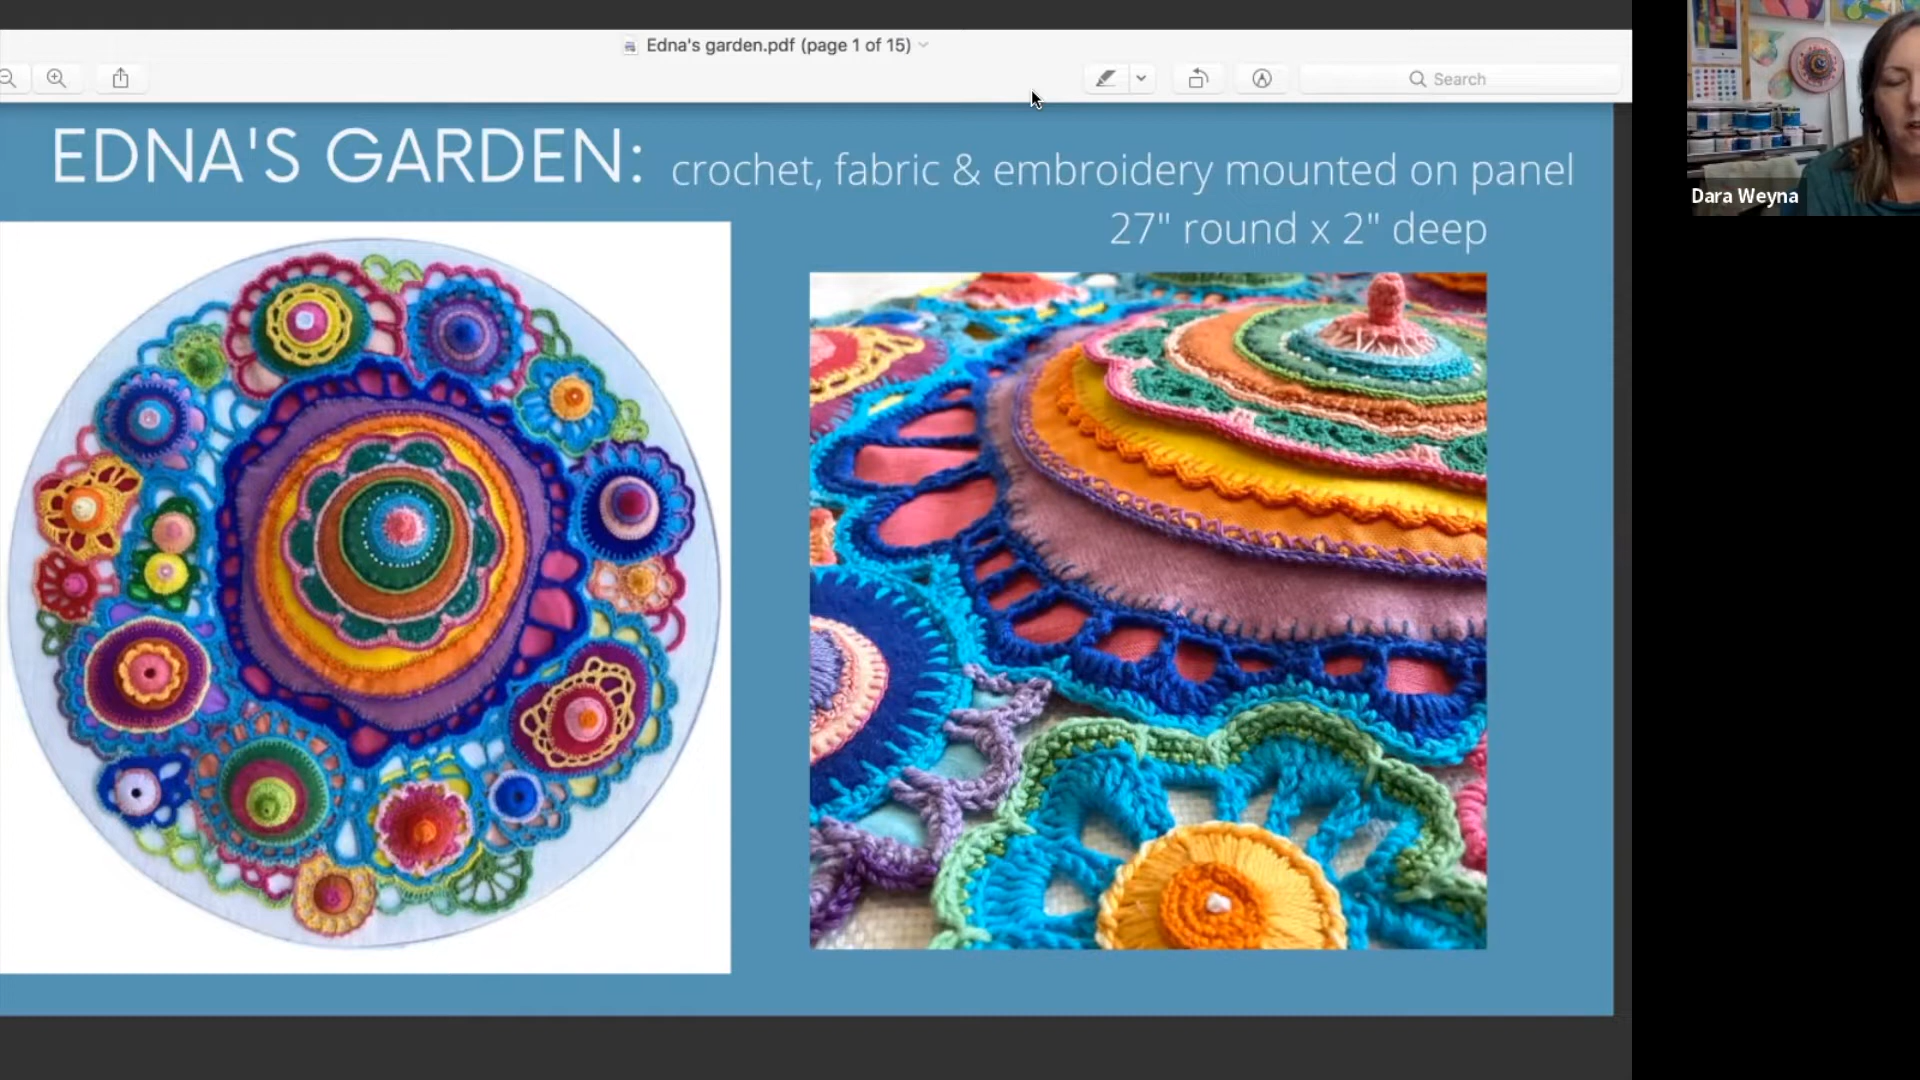 Edna's garden.pdf (page 1 of 15)
Search
EDNA'S GARDEN: crochet, fabric & embroidery mounted on panel
27" round x 2" deep
Dara Weyna